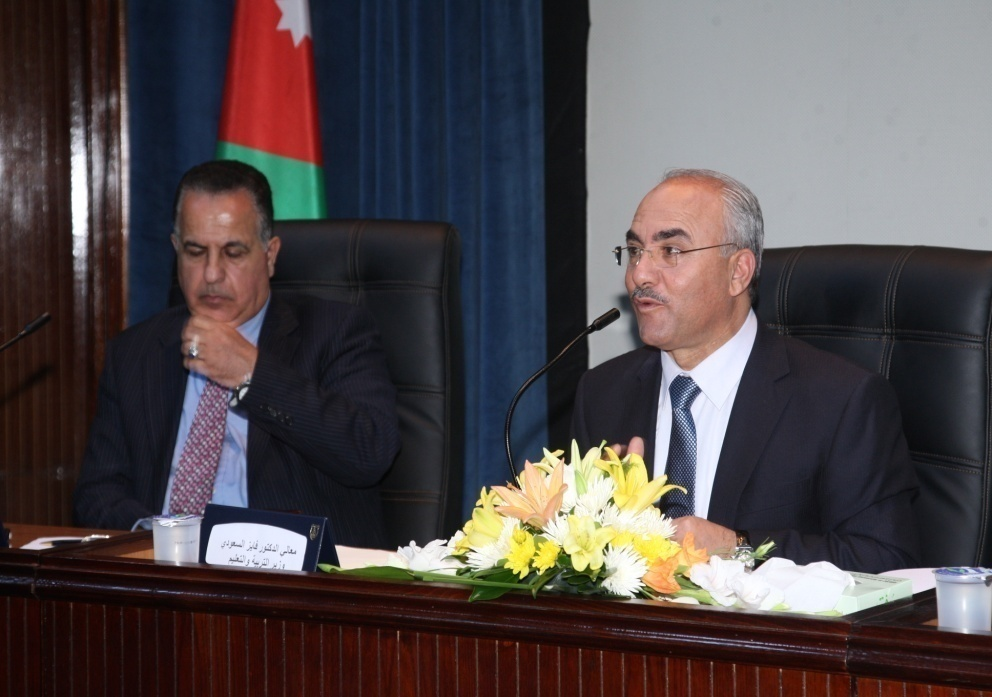 معالي الدكتور فايز السعودي
وزير التربية والتعليم